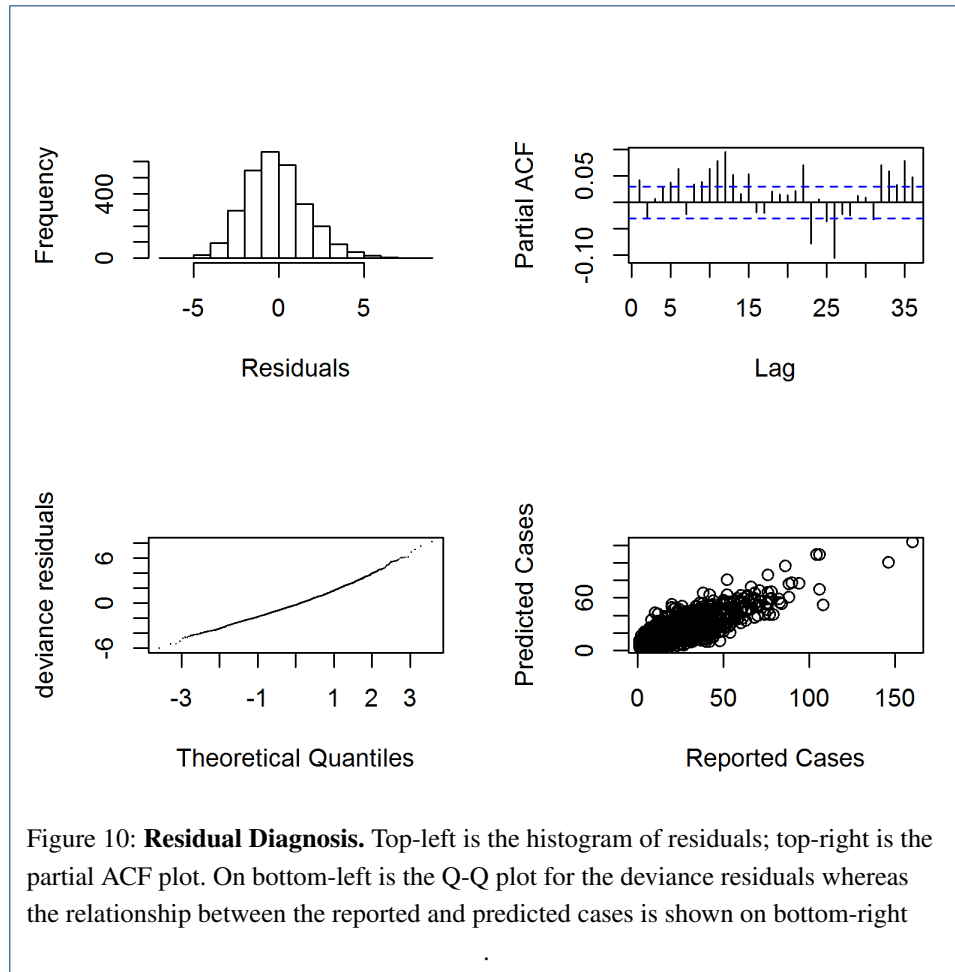 Frequency
400
0
-5 0 5
Residuals
Partial ACF
0.05
-0.10
0 5 15 25 35
Lag
deviance residuals
6
0
-6
-3 -1 1 2 3
Theoretical Quantiles
Predicted Cases
60
0
0 50 100 150
Reported Cases
Figure 10: Residual Diagnosis. Top-left is the histogram of residuals; top-right is the
partial ACF plot. On bottom-left is the Q-Q plot for the deviance residuals whereas
the relationship between the reported and predicted cases is shown on bottom-right
.